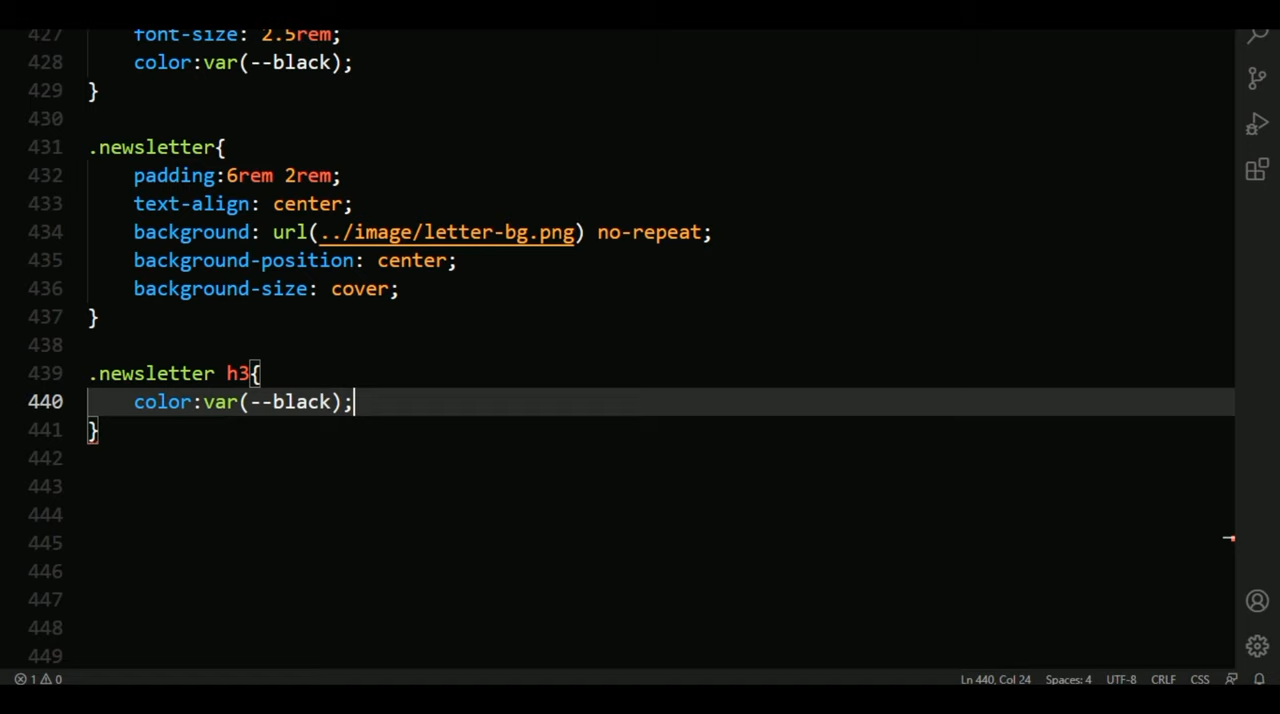 427 font-size: 2.5rem;
428 color:var(--black);
429 }
430
431 .newsletter{
432 padding:6rem 2rem;
433 text-align: center;
434 background: url(../image/letter-bg.png) no-repeat;
435 background-position: center;
436 background-size: cover;
437 }
438
439 .newsletter h3{
440 color:var(--black);
441 }
442
443
444
445
446
447
448
449
1 0 Ln 440, Col 24 Spaces: 4 UTF-8 CRLF CSS